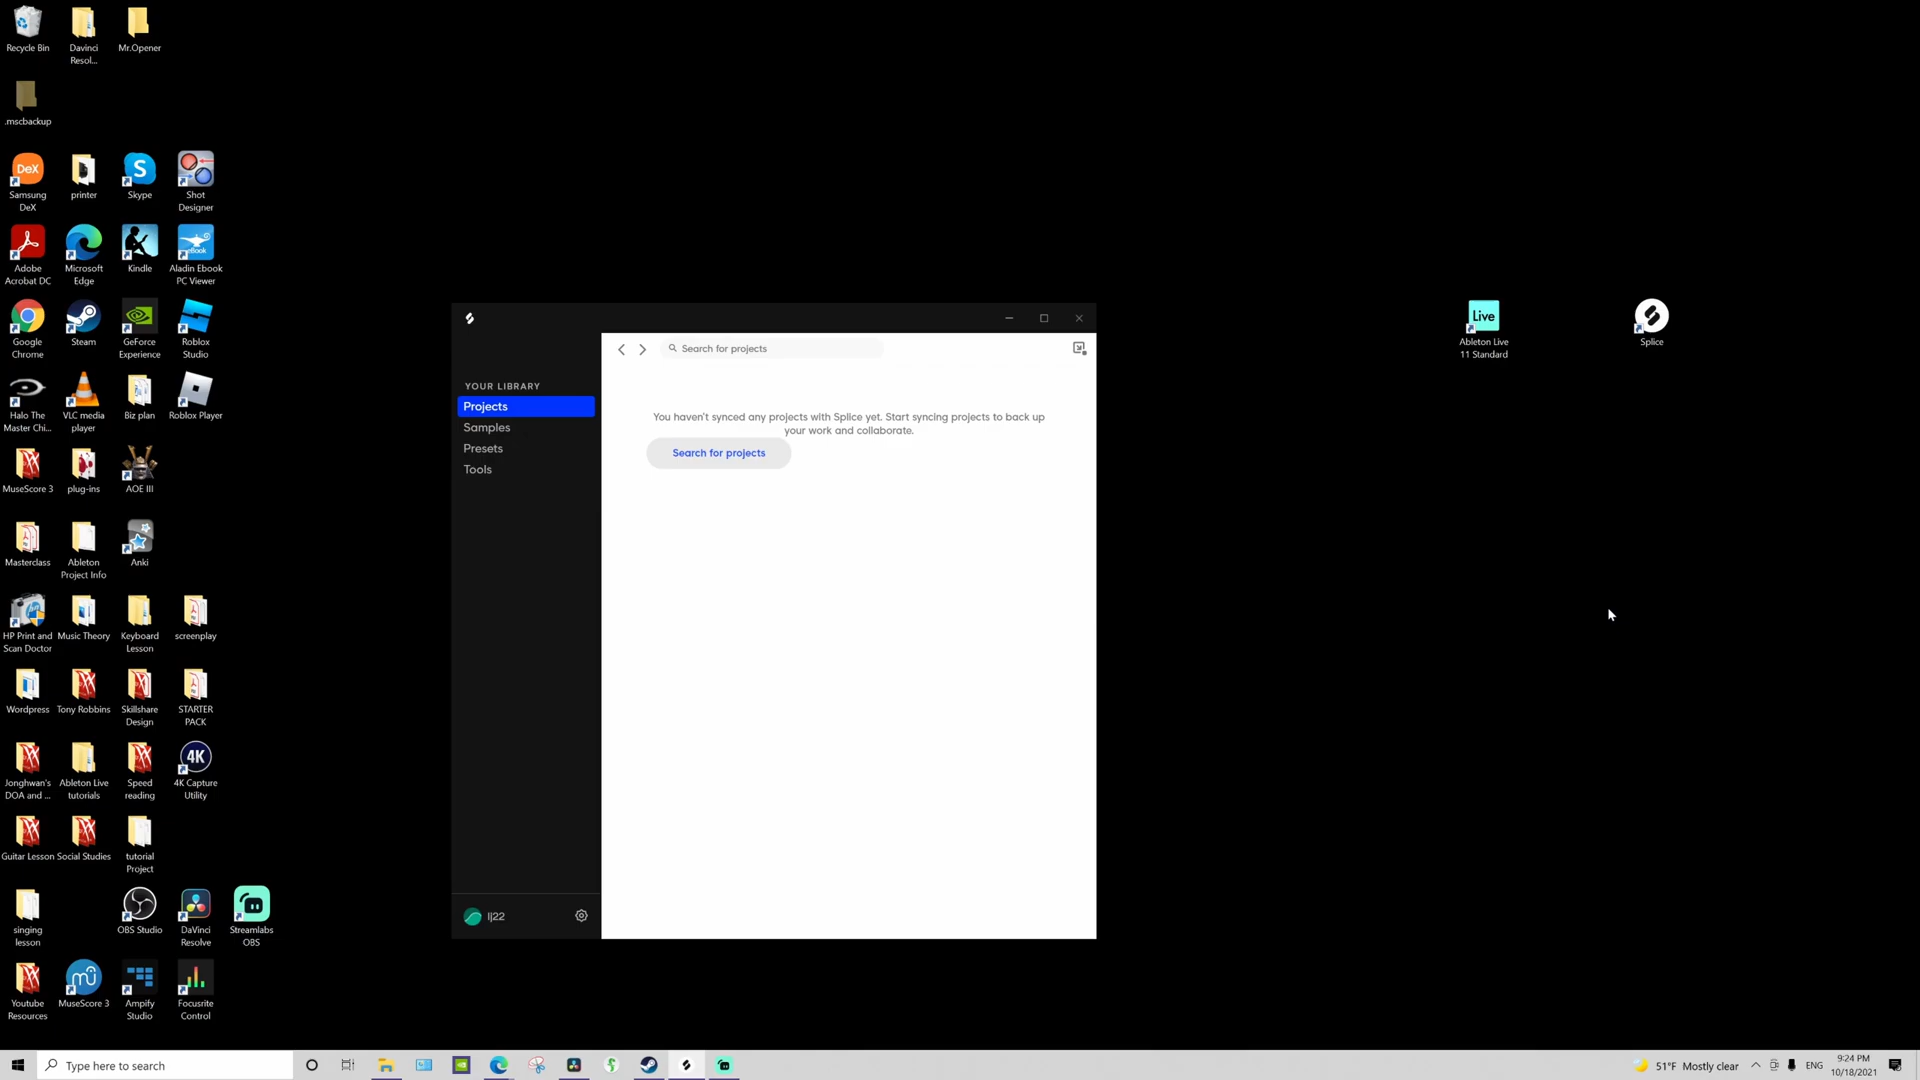 Recycle Bin
Davinci
Resol...
Mr.Opener
.mscbackup
DeX
Samsung
DeX
printer
S
Skype
Shot
Designer
Adobe
Acrobat DC
Microsoft
Edge
Kindle
eBook
Aladin Ebook
PC Viewer
Google
Chrome
Steam
GeForce
Experience
Roblox
Studio
Halo The
Master Chi...
VLC media
player
Biz plan
Roblox Player
MuseScore 3
plug-ins
AOE III
Masterclass
Ableton
Project Info
Anki
HP Print and
Scan Doctor
Music Theory
Keyboard
Lesson
screenplay
Wordpress
Tony Robbins
Skillshare
Design
STARTER
PACK
Jonghwan's
DOA and ...
Ableton Live
tutorials
Speed
reading
4K
4K Capture
Utility
Guitar Lesson
Social Studies
tutorial
Project
singing
lesson
OBS Studio
DaVinci
Resolve
Streamlabs
OBS
Youtube
Resources
MuseScore 3
Ampify
Studio
Focusrite
Control
Search for projects
YOUR LIBRARY
Projects
Samples
Presets
Tools
You haven't synced any projects with Splice yet. Start syncing projects to back up
your work and collaborate.
Search for projects
lj22
Live
Ableton Live
11 Standard
Splice
Type here to search
51°F Mostly clear
ENG
9:24 PM
10/18/2021